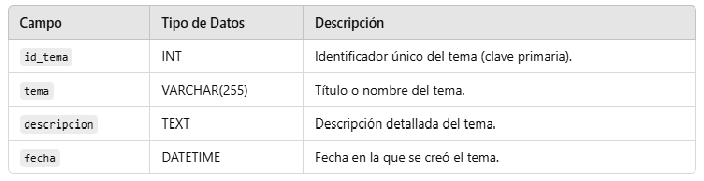 Campo Tipo de Datos Descripción
id_tema INT Identificador único del tema (clave primaria).
tema VARCHAR(255) Título o nombre del tema.
descripcion TEXT Descripción detallada del tema.
fecha DATETIME Fecha en la que se creó el tema.